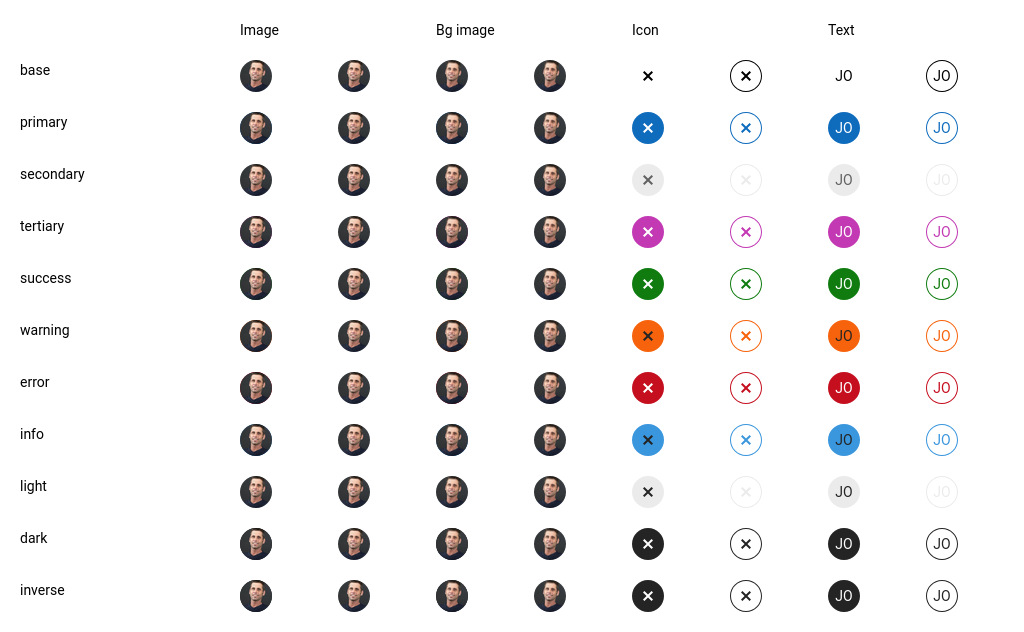 Image Bg image Icon Text
base JO JO
primary JO JO
secondary JO JO
tertiary JO JO
success JO JO
warning JO JO
error JO JO
info JO JO
light JO JO
dark JO JO
inverse JO JO